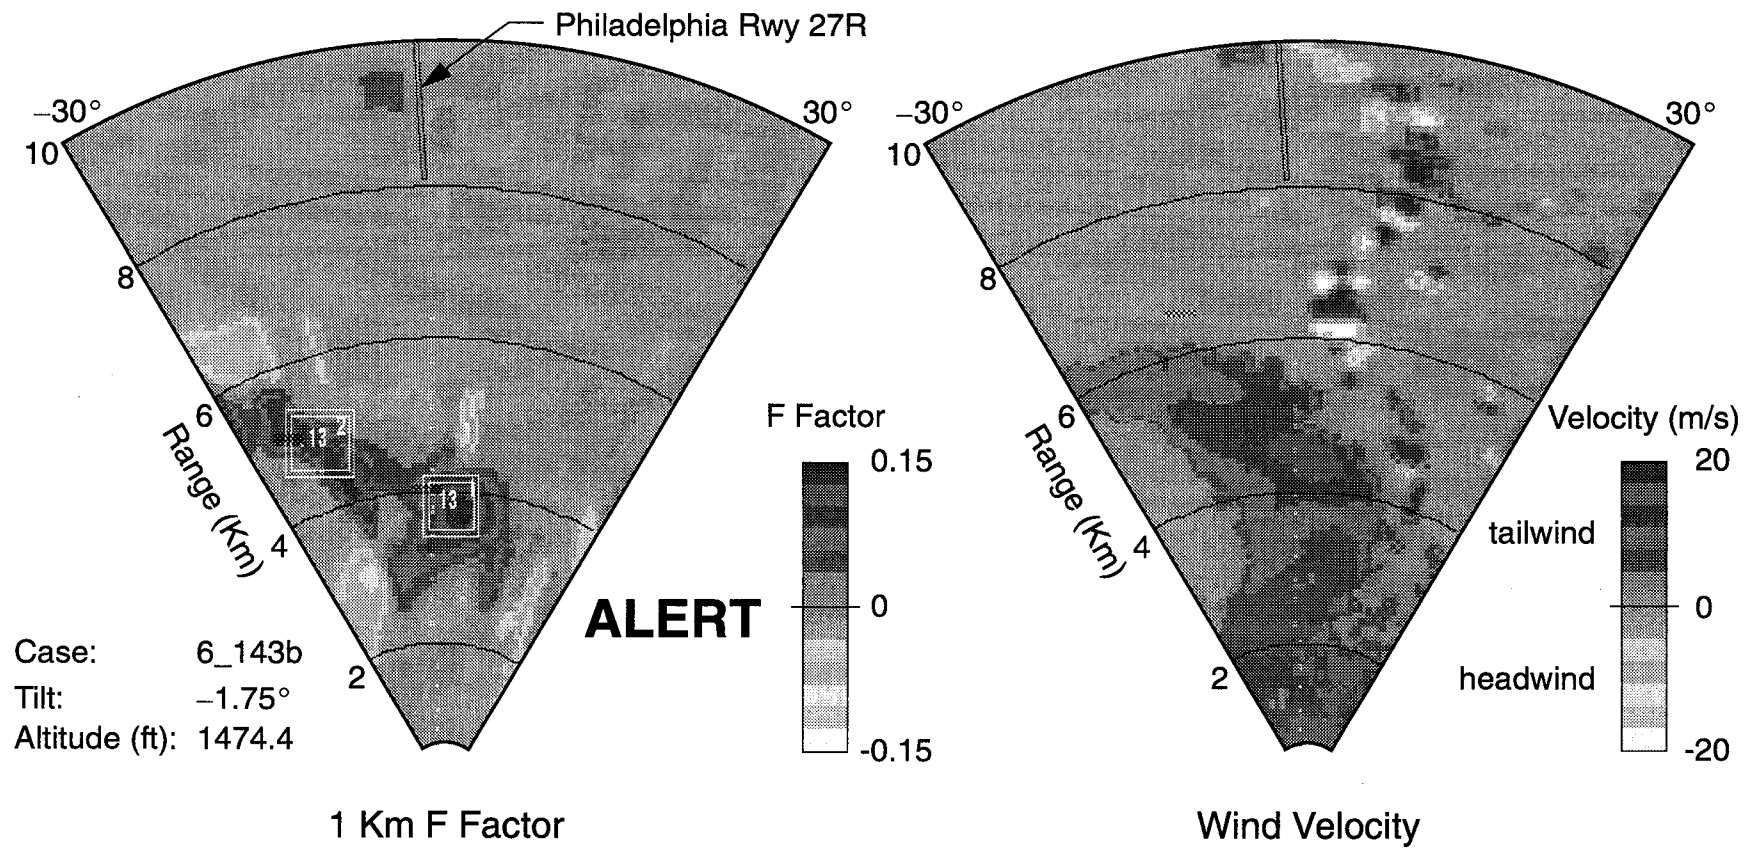 Philadelphia Rwy 27R
−30°
30°
10
8
6
4
2
Range (Km)
13 2
13 1
F Factor
0.15
0
-0.15
ALERT
Case: 6_143b
Tilt: −1.75°
Altitude (ft): 1474.4
1 Km F Factor
−30°
30°
10
8
6
4
2
Range (Km)
Velocity (m/s)
20
tailwind
0
headwind
-20
Wind Velocity